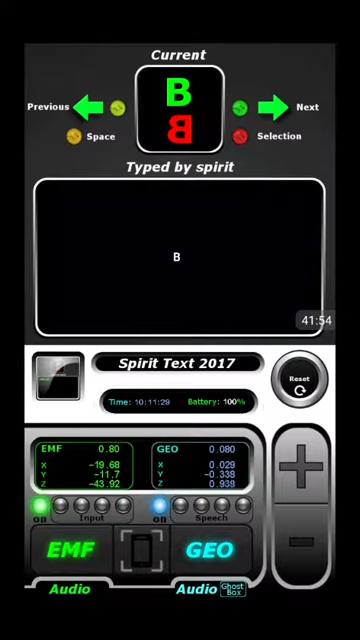 Current
Previous
B
Next
Space
B
Selection
Typed by spirit
B
41:54
Spirit Text 2017
Reset
Time: 10:11:29 Battery: 100%
EMF 0.80
X -19.68
Y -11.7
Z -43.92
GEO 0.080
X 0.029
Y -0.339
Z 0.939
on
Input
on
Speech
EMF
GEO
Audio
Audio
Ghost
Box